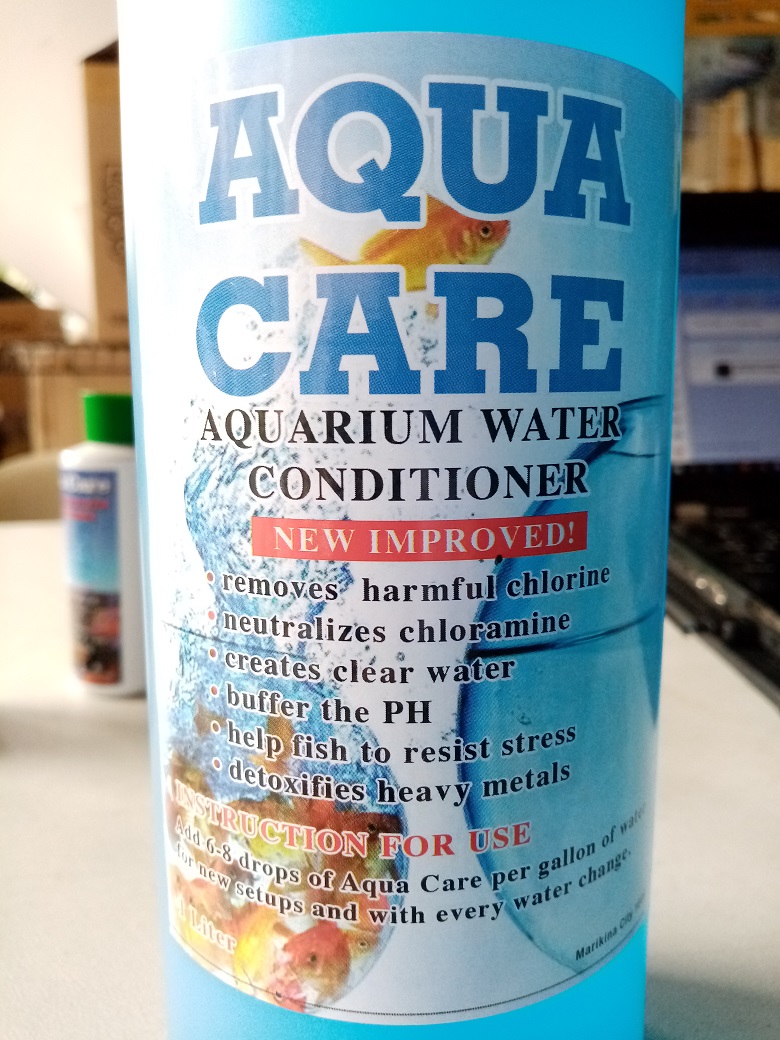 AQUA
CARE
AQUARIUM WATER
CONDITIONER
NEW IMPROVED!
• removes harmful chlorine
• neutralizes chloramine
• creates clear water
• buffer the PH
• help fish to resist stress
• detoxifies heavy metals
INSTRUCTION FOR USE
Add 6-8 drops of Aqua Care per gallon of water
for new setups and with every water change.
1 Liter
Marikina City